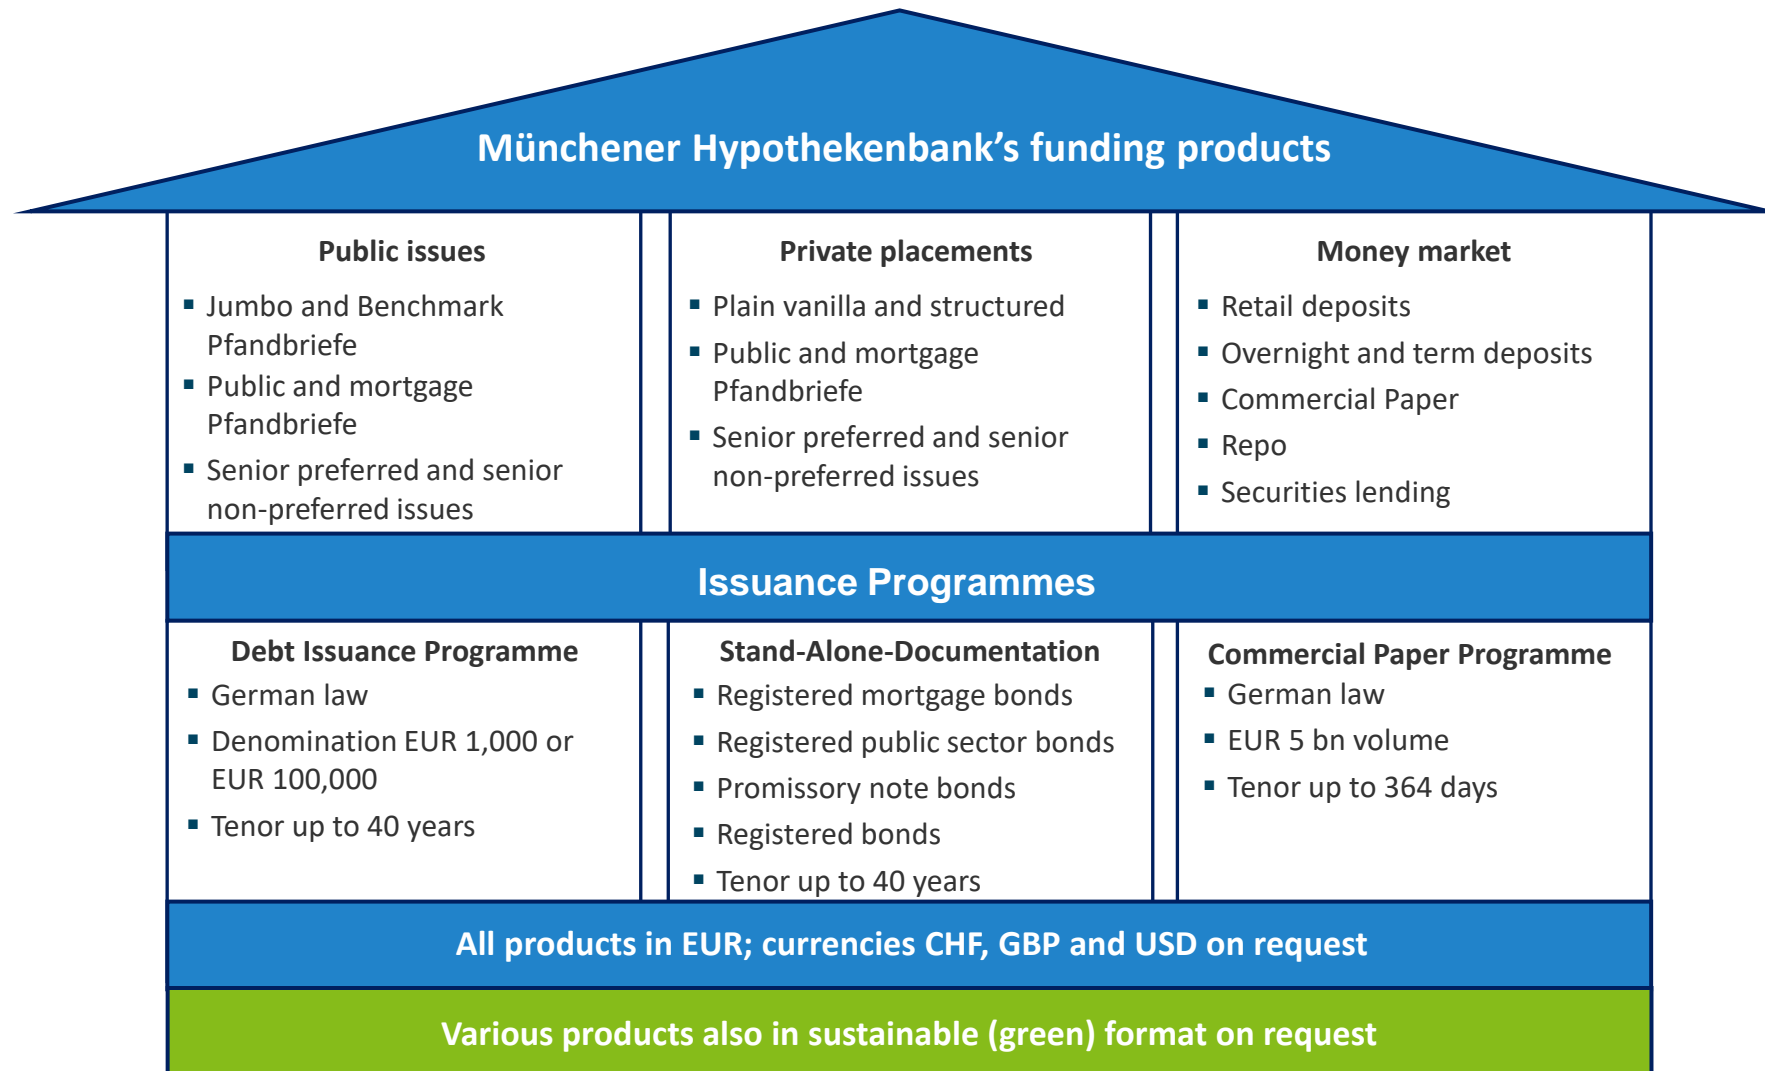 Münchener Hypothekenbank’s funding products
Public issues
▪ Jumbo and Benchmark
Pfandbriefe
▪ Public and mortgage
Pfandbriefe
▪ Senior preferred and senior
non-preferred issues
Private placements
▪ Plain vanilla and structured
▪ Public and mortgage
Pfandbriefe
▪ Senior preferred and senior
non-preferred issues
Money market
▪ Retail deposits
▪ Overnight and term deposits
▪ Commercial Paper
▪ Repo
▪ Securities lending
Issuance Programmes
Debt Issuance Programme
▪ German law
▪ Denomination EUR 1,000 or
EUR 100,000
▪ Tenor up to 40 years
Stand-Alone-Documentation
▪ Registered mortgage bonds
▪ Registered public sector bonds
▪ Promissory note bonds
▪ Registered bonds
▪ Tenor up to 40 years
Commercial Paper Programme
▪ German law
▪ EUR 5 bn volume
▪ Tenor up to 364 days
All products in EUR; currencies CHF, GBP and USD on request
Various products also in sustainable (green) format on request